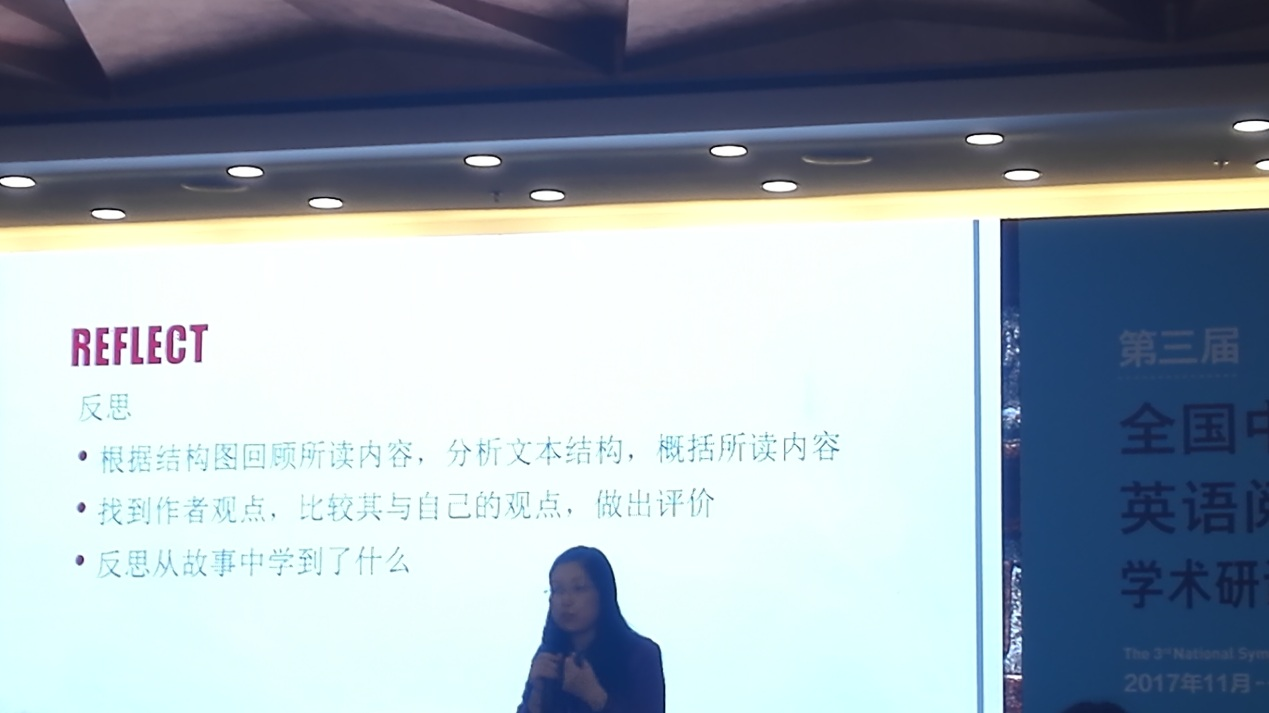 REFLECT
反思
• 根据结构图回顾所读内容，分析文本结构，概括所读内容
• 找到作者观点，比较其与自己的观点，做出评价
• 反思从故事中学到了什么
第三届
全国中
英语阅
学术研
The 3rd National Sym
2017年11月